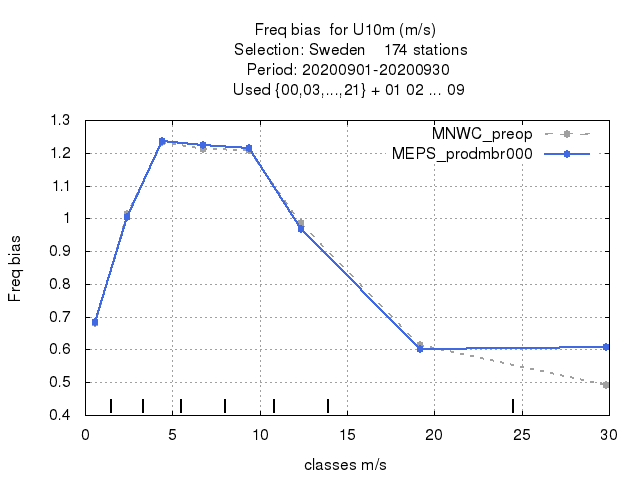 Freq bias  for U10m (m/s)
Selection: Sweden    174 stations
Period: 20200901-20200930
Used {00,03,...,21} + 01 02 ... 09
MNWC_preop
MEPS_prodmbr000
Freq bias
1.3
1.2
1.1
1
0.9
0.8
0.7
0.6
0.5
0.4
0 5 10 15 20 25 30
classes m/s